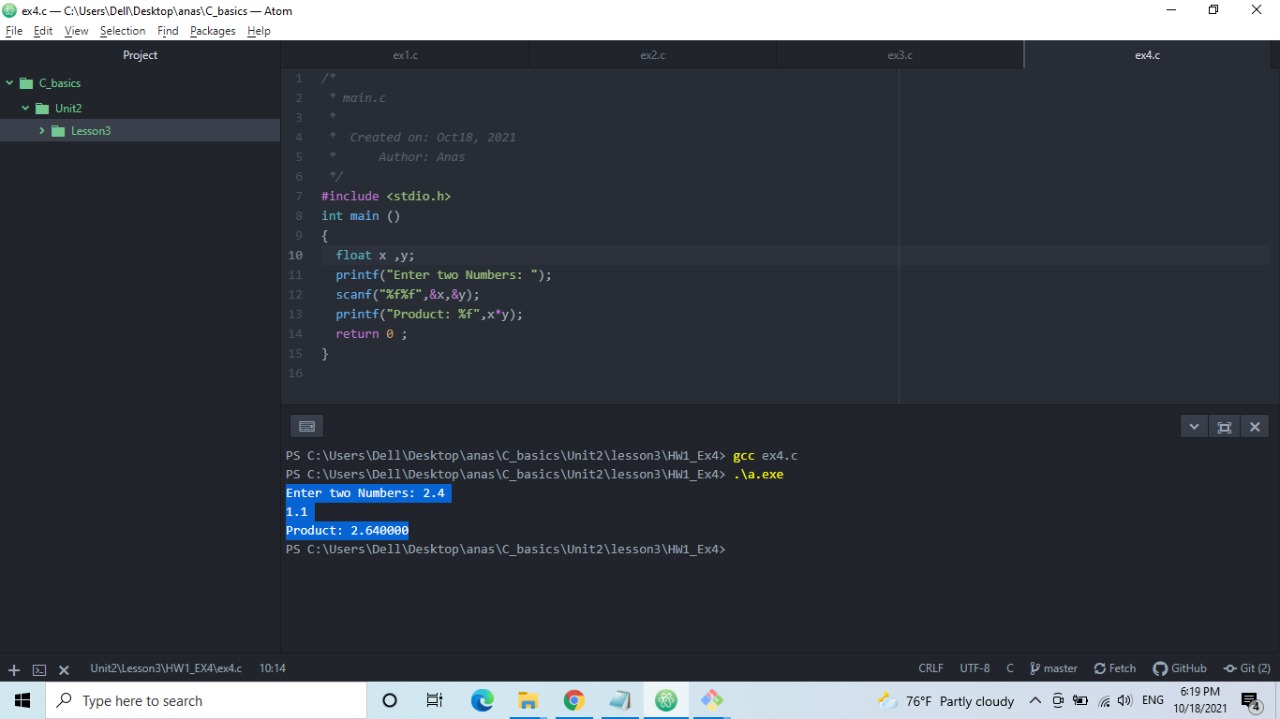 ex4.c — C:\Users\Dell\Desktop\anas\C_basics — Atom
File Edit View Selection Find Packages Help
Project
ex1.c ex2.c ex3.c ex4.c
C_basics
Unit2
Lesson3
1 /*
2 * main.c
3 *
4 * Created on: Oct18, 2021
5 * Author: Anas
6 */
7 #include <stdio.h>
8 int main ()
9 {
10 float x ,y;
11 printf("Enter two Numbers: ");
12 scanf("%f%f",&x,&y);
13 printf("Product: %f",x*y);
14 return 0 ;
15 }
16
PS C:\Users\Dell\Desktop\anas\C_basics\Unit2\lesson3\HW1_Ex4> gcc ex4.c
PS C:\Users\Dell\Desktop\anas\C_basics\Unit2\lesson3\HW1_Ex4> .\a.exe
Enter two Numbers: 2.4
1.1
Product: 2.640000
PS C:\Users\Dell\Desktop\anas\C_basics\Unit2\lesson3\HW1_Ex4>
Unit2\Lesson3\HW1_EX4\ex4.c 10:14 CRLF UTF-8 C master Fetch GitHub Git (2)
Type here to search 76°F Partly cloudy ENG 6:19 PM
10/18/2021 4